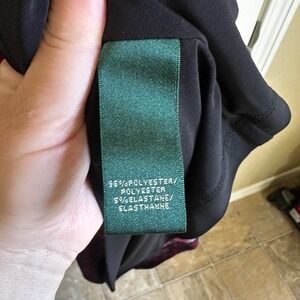 95%POLYESTER/
POLYESTER
5%ELASTANE/
ELASTHANNE